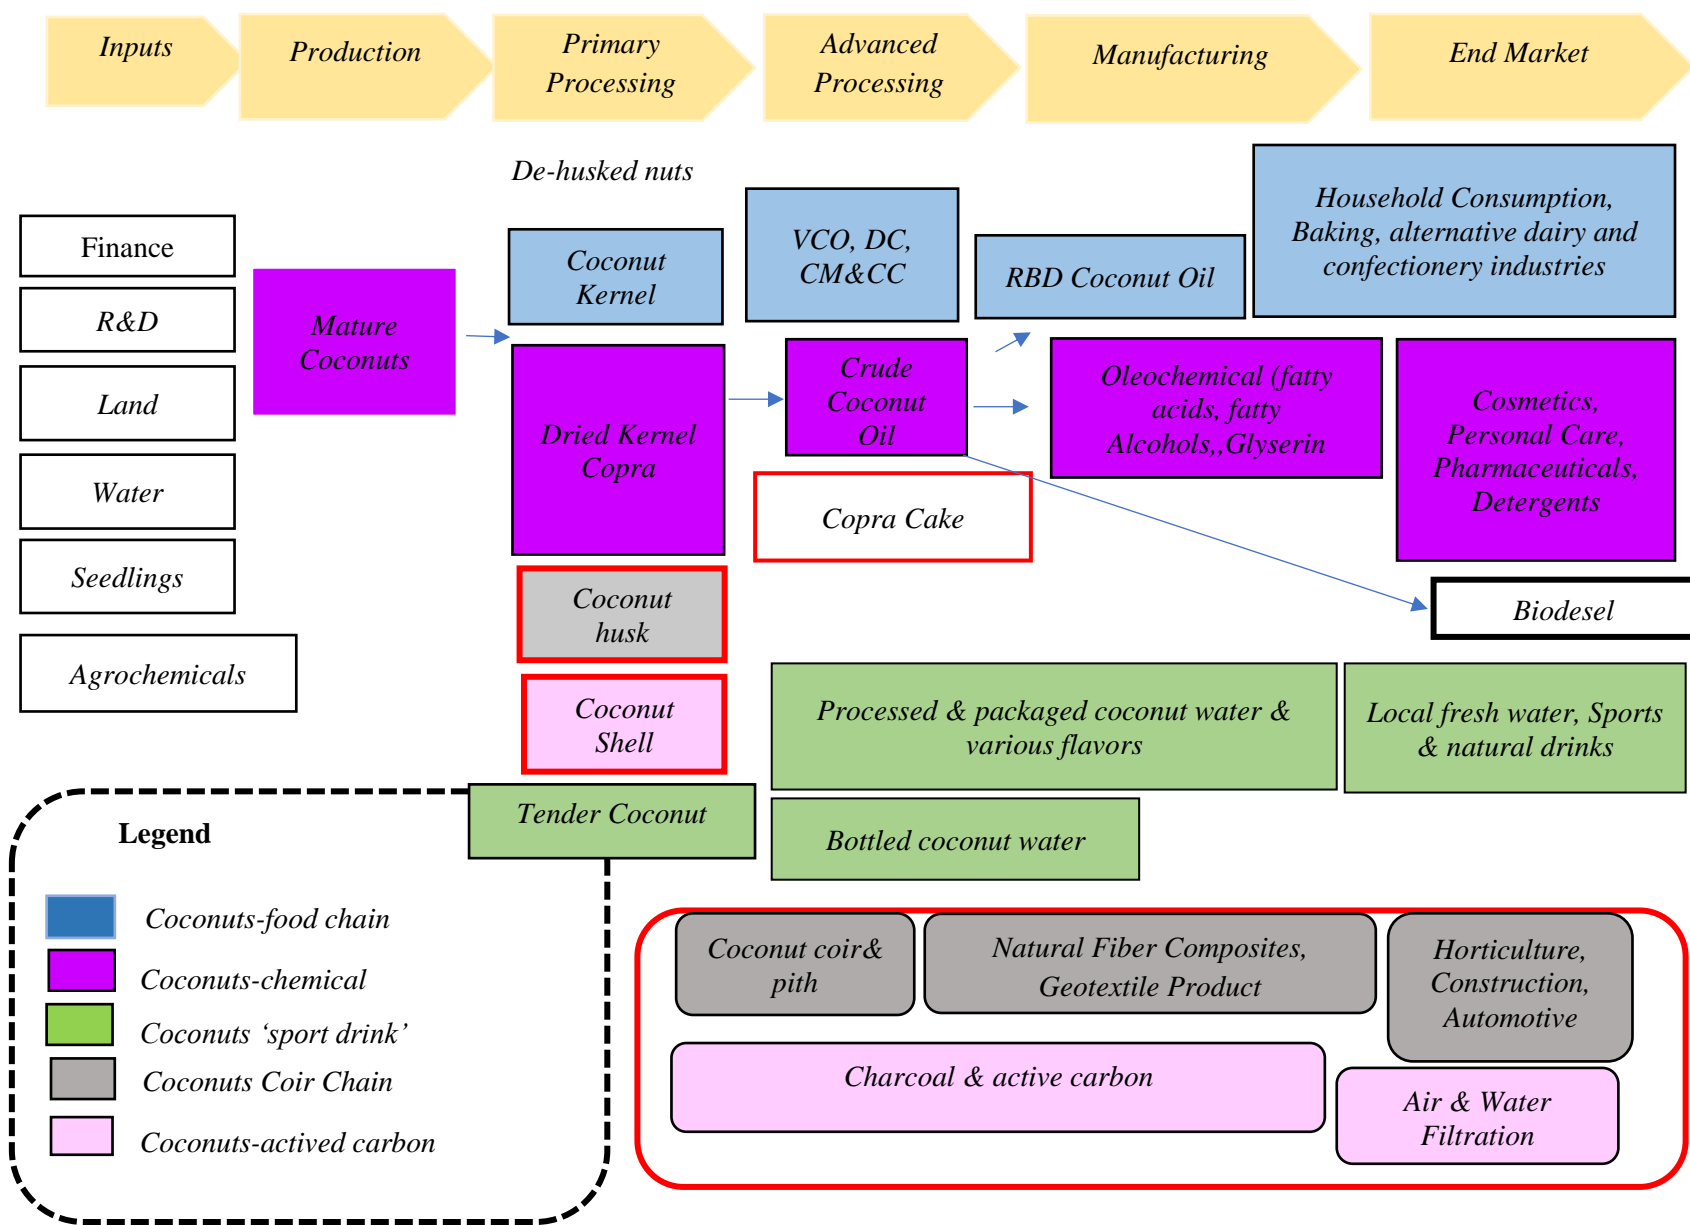 Inputs
Production
Primary
Processing
Advanced
Processing
Manufacturing
End Market
De-husked nuts
Finance
R&D
Land
Water
Seedlings
Agrochemicals
Mature
Coconuts
Coconut
Kernel
Dried Kernel
Copra
Coconut
husk
Coconut
Shell
Tender Coconut
VCO, DC,
CM&CC
Crude
Coconut
Oil
Copra Cake
RBD Coconut Oil
Oleochemical (fatty
acids, fatty
Alcohols,,Glyserin
Household Consumption,
Baking, alternative dairy and
confectionery industries
Cosmetics,
Personal Care,
Pharmaceuticals,
Detergents
Biodesel
Processed & packaged coconut water &
various flavors
Local fresh water, Sports
& natural drinks
Bottled coconut water
Coconut coir&
pith
Natural Fiber Composites,
Geotextile Product
Horticulture,
Construction,
Automotive
Charcoal & active carbon
Air & Water
Filtration
Legend
Coconuts-food chain
Coconuts-chemical
Coconuts ‘sport drink’
Coconuts Coir Chain
Coconuts-actived carbon